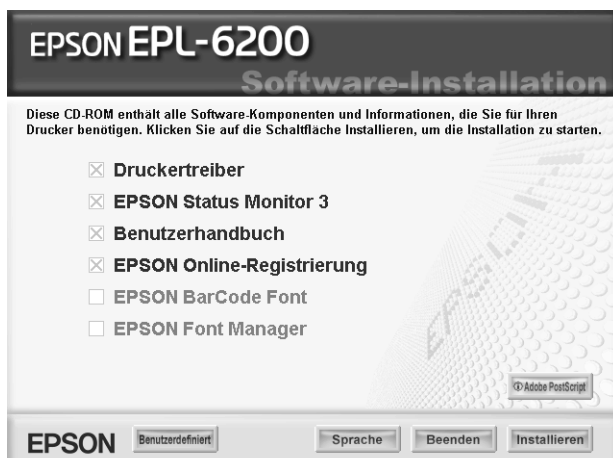 EPSON EPL-6200
Software-Installation
Diese CD-ROM enthält alle Software-Komponenten und Informationen, die Sie für Ihren
Drucker benötigen. Klicken Sie auf die Schaltfläche Installieren, um die Installation zu starten.
Druckertreiber
EPSON Status Monitor 3
Benutzerhandbuch
EPSON Online-Registrierung
EPSON BarCode Font
EPSON Font Manager
EPSON
Adobe PostScript
EPSON
Benutzerdefiniert
Sprache
Beenden
Installieren